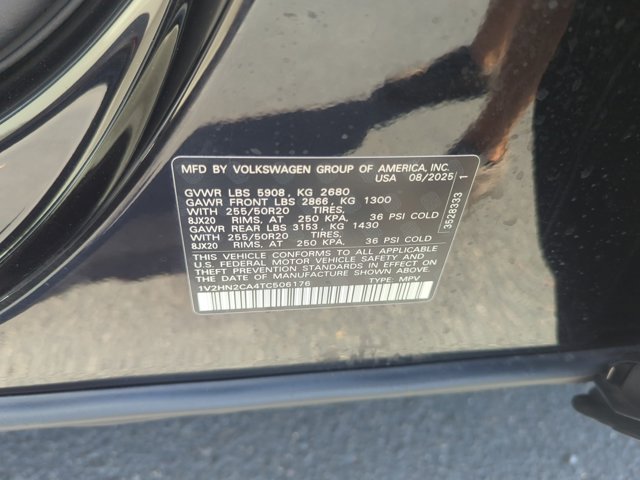 MFD BY VOLKSWAGEN GROUP OF AMERICA, INC.
USA 08/2025
GVWR LBS 5908, KG 2680
GAWR FRONT LBS 2866, KG 1300
WITH 255/50R20 TIRES,
8JX20 RIMS, AT 250 KPA, 36 PSI COLD
GAWR REAR LBS 3153, KG 1430
WITH 255/50R20 TIRES,
8JX20 RIMS, AT 250 KPA, 36 PSI COLD
THIS VEHICLE CONFORMS TO ALL APPLICABLE
U.S. FEDERAL MOTOR VEHICLE SAFETY AND
THEFT PREVENTION STANDARDS IN EFFECT
ON THE DATE OF MANUFACTURE SHOWN ABOVE.
1V2HN2CA4TC506176 TYPE: MPV
3528333 1